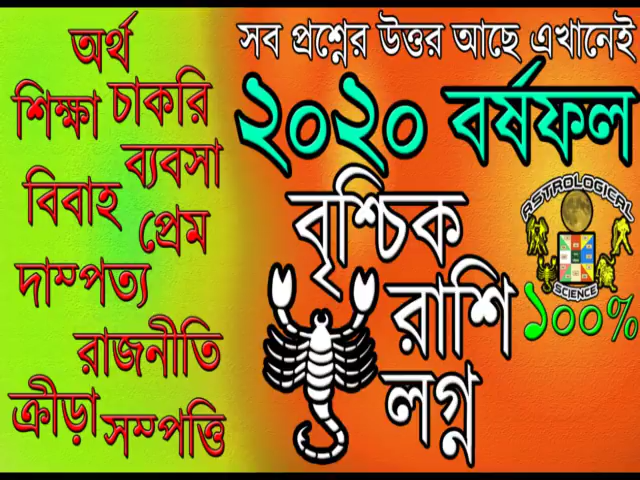 অর্থ
শিক্ষা চাকরি
ব্যবসা
বিবাহ
প্রেম
দাম্পত্য
রাজনীতি
ক্রীড়া সম্পত্তি
সব প্রশ্নের উত্তর আছে এখানেই
২০২০ বর্ষফল
বৃশ্চিক
রাশি
লগ্ন
ASTROLOGICAL
SCIENCE
১০০%